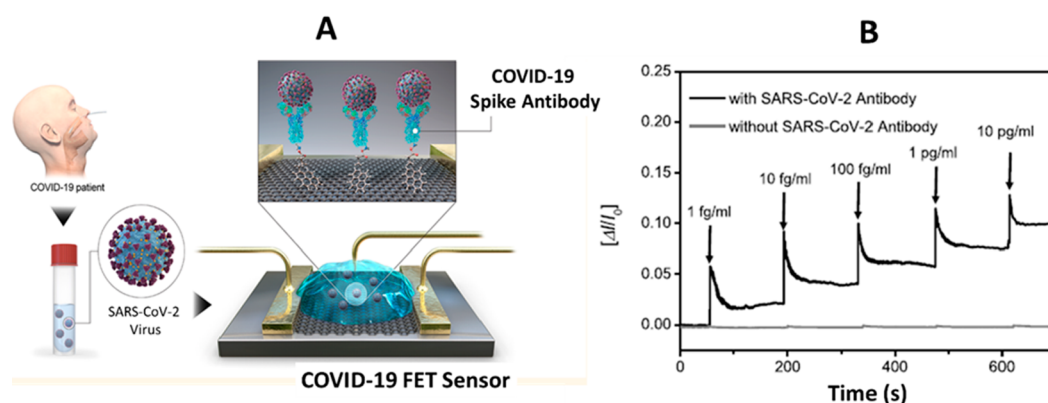 A
COVID-19
Spike Antibody
COVID-19 patient
SARS-CoV-2
Virus
COVID-19 FET Sensor
B
0.25
0.20
0.15
0.10
0.05
0.00
[ΔI/I0]
with SARS-CoV-2 Antibody
without SARS-CoV-2 Antibody
1 fg/ml
10 fg/ml
100 fg/ml
1 pg/ml
10 pg/ml
0
200
400
600
Time (s)